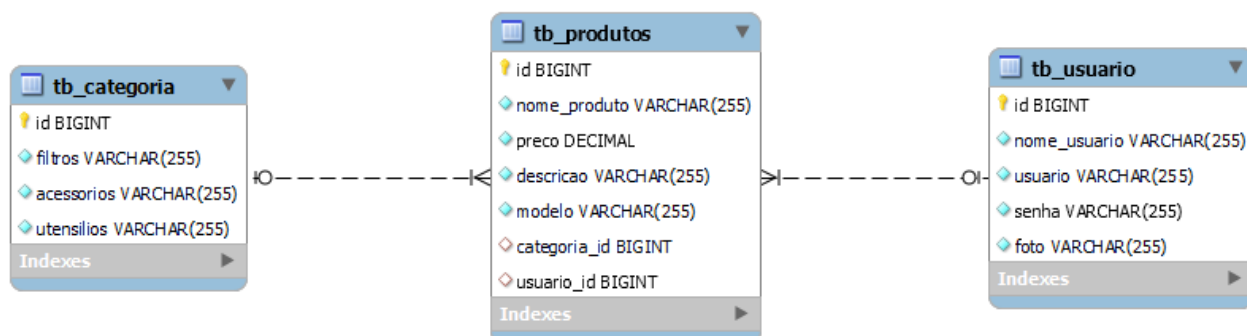 tb_categoria
id BIGINT
filtros VARCHAR(255)
acessorios VARCHAR(255)
utensilios VARCHAR(255)
Indexes
tb_produtos
id BIGINT
nome_produto VARCHAR(255)
preco DECIMAL
descricao VARCHAR(255)
modelo VARCHAR(255)
categoria_id BIGINT
usuario_id BIGINT
Indexes
tb_usuario
id BIGINT
nome_usuario VARCHAR(255)
usuario VARCHAR(255)
senha VARCHAR(255)
foto VARCHAR(255)
Indexes